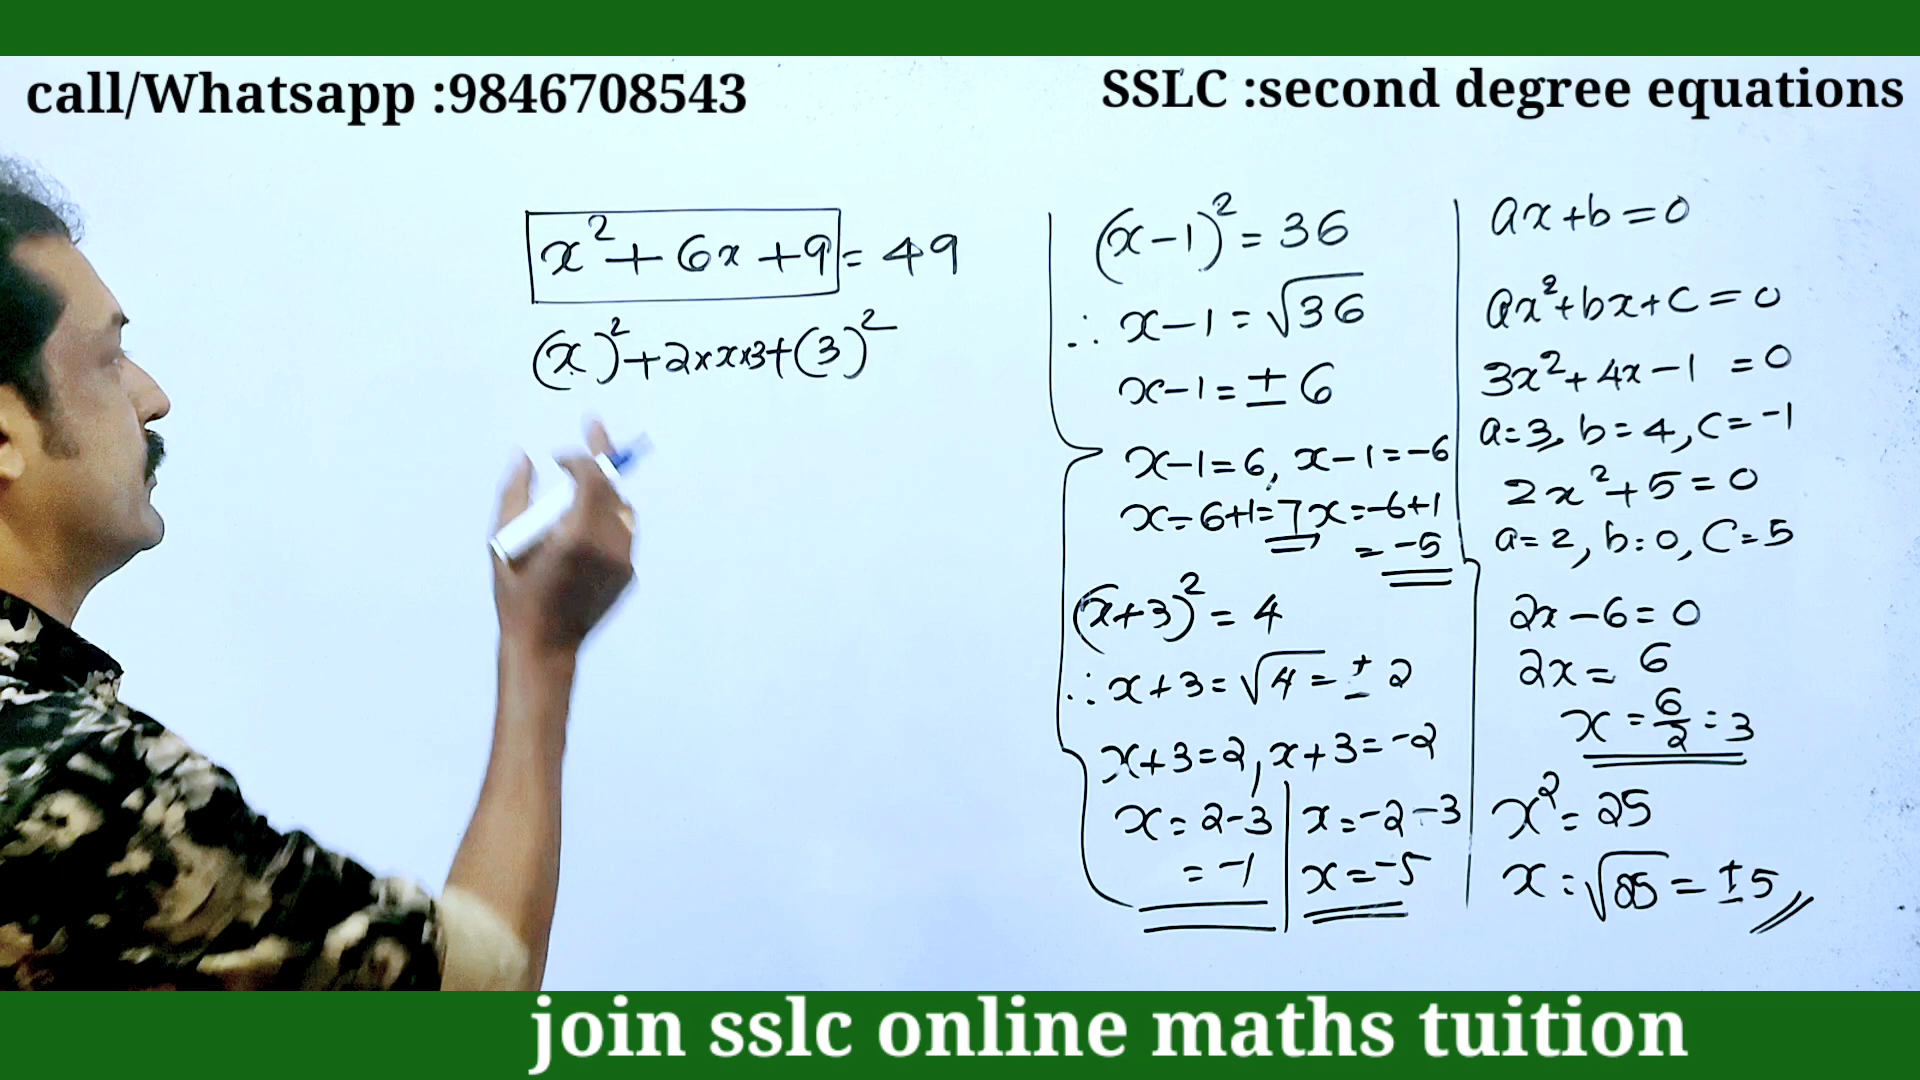 call/Whatsapp :9846708543
SSLC :second degree equations
x² + 6x + 9 = 49
(x)² + 2×x×3 + (3)²
(x-1)² = 36
∴ x-1 = √36
x-1 = ± 6
x-1 = 6, x-1 = -6
x = 6+1 = 7 x = -6+1
= -5
(x+3)² = 4
∴ x+3 = √4 = ± 2
x+3 = 2, x+3 = -2
x = 2-3 x = -2-3
= -1 x = -5
ax + b = 0
ax² + bx + c = 0
3x² + 4x - 1 = 0
a=3, b=4, c=-1
2x² + 5 = 0
a=2, b=0, c=5
2x - 6 = 0
2x = 6
x = 6/2 = 3
x² = 25
x = √25 = ±5
join sslc online maths tuition